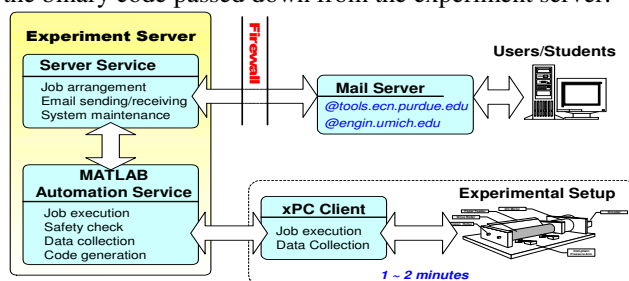 the binary code passed down from the experiment server.
Experiment Server
Server Service
Job arrangement
Email sending/receiving
System maintenance
Firewall
Mail Server
@tools.ecn.purdue.edu
@engin.umich.edu
Users/Students
MATLAB
Automation Service
Job execution
Safety check
Data collection
Code generation
xPC Client
Job execution
Data Collection
Experimental Setup
1 ~ 2 minutes